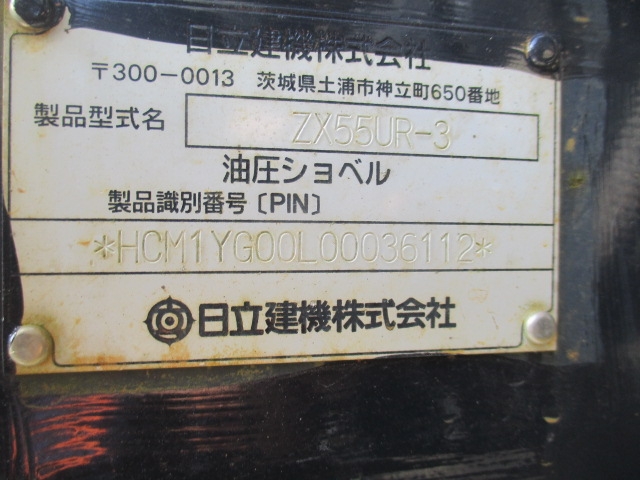 日立建機株式会社
〒300-0013 茨城県土浦市神立町650番地
製品型式名 ZX55UR-3
油圧ショベル
製品識別番号〔PIN〕
*HCM1YG00L00036112*
日立建機株式会社